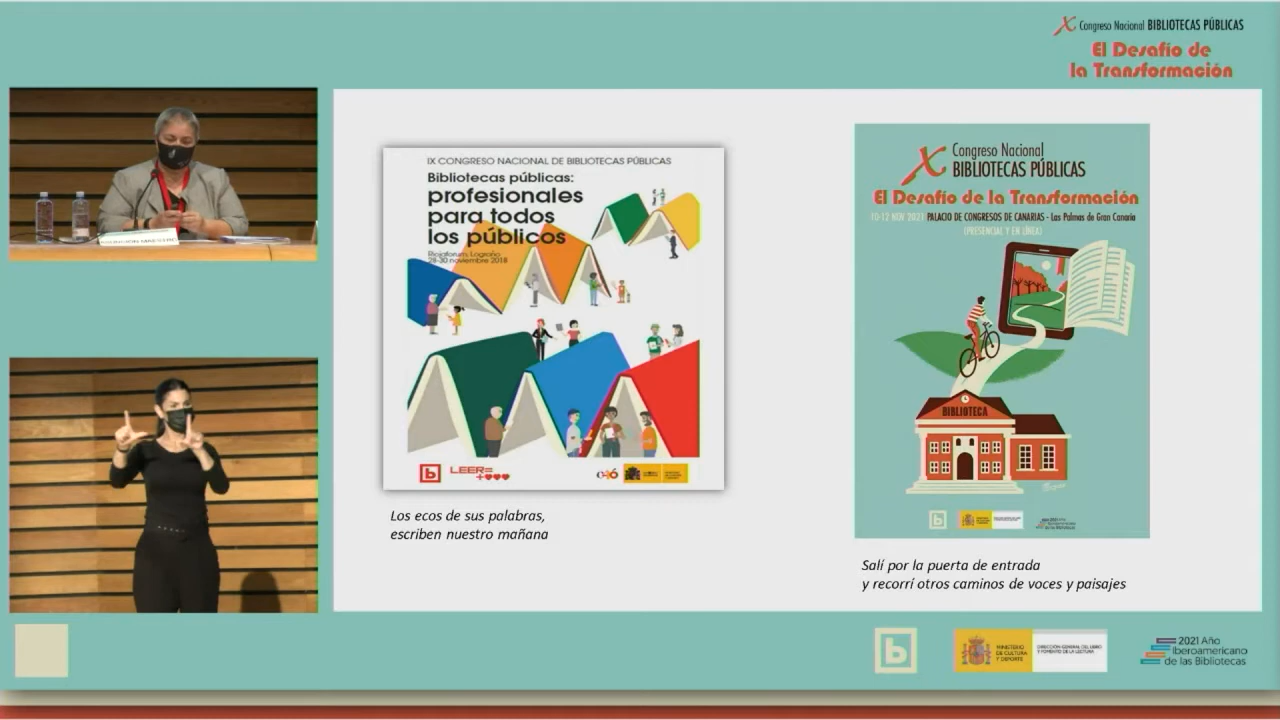 X Congreso Nacional BIBLIOTECAS PÚBLICAS
El Desafío de
la Transformación
IX CONGRESO NACIONAL DE BIBLIOTECAS PÚBLICAS
Bibliotecas públicas:
profesionales
para todos
los públicos
Riojaforum Logroño
28-30 noviembre 2018
b
LEER=
Los ecos de sus palabras,
escriben nuestro mañana
X Congreso Nacional
BIBLIOTECAS PÚBLICAS
El Desafío de la Transformación
10-12 NOV 2021 PALACIO DE CONGRESOS DE CANARIAS - Las Palmas de Gran Canaria
(PRESENCIAL Y EN LÍNEA)
BIBLIOTECA
b
Salí por la puerta de entrada
y recorrí otros caminos de voces y paisajes
b
MINISTERIO
DE CULTURA
Y DEPORTE
DIRECCIÓN GENERAL DEL LIBRO
Y FOMENTO DE LA LECTURA
2021 Año
Iberoamericano
de las Bibliotecas